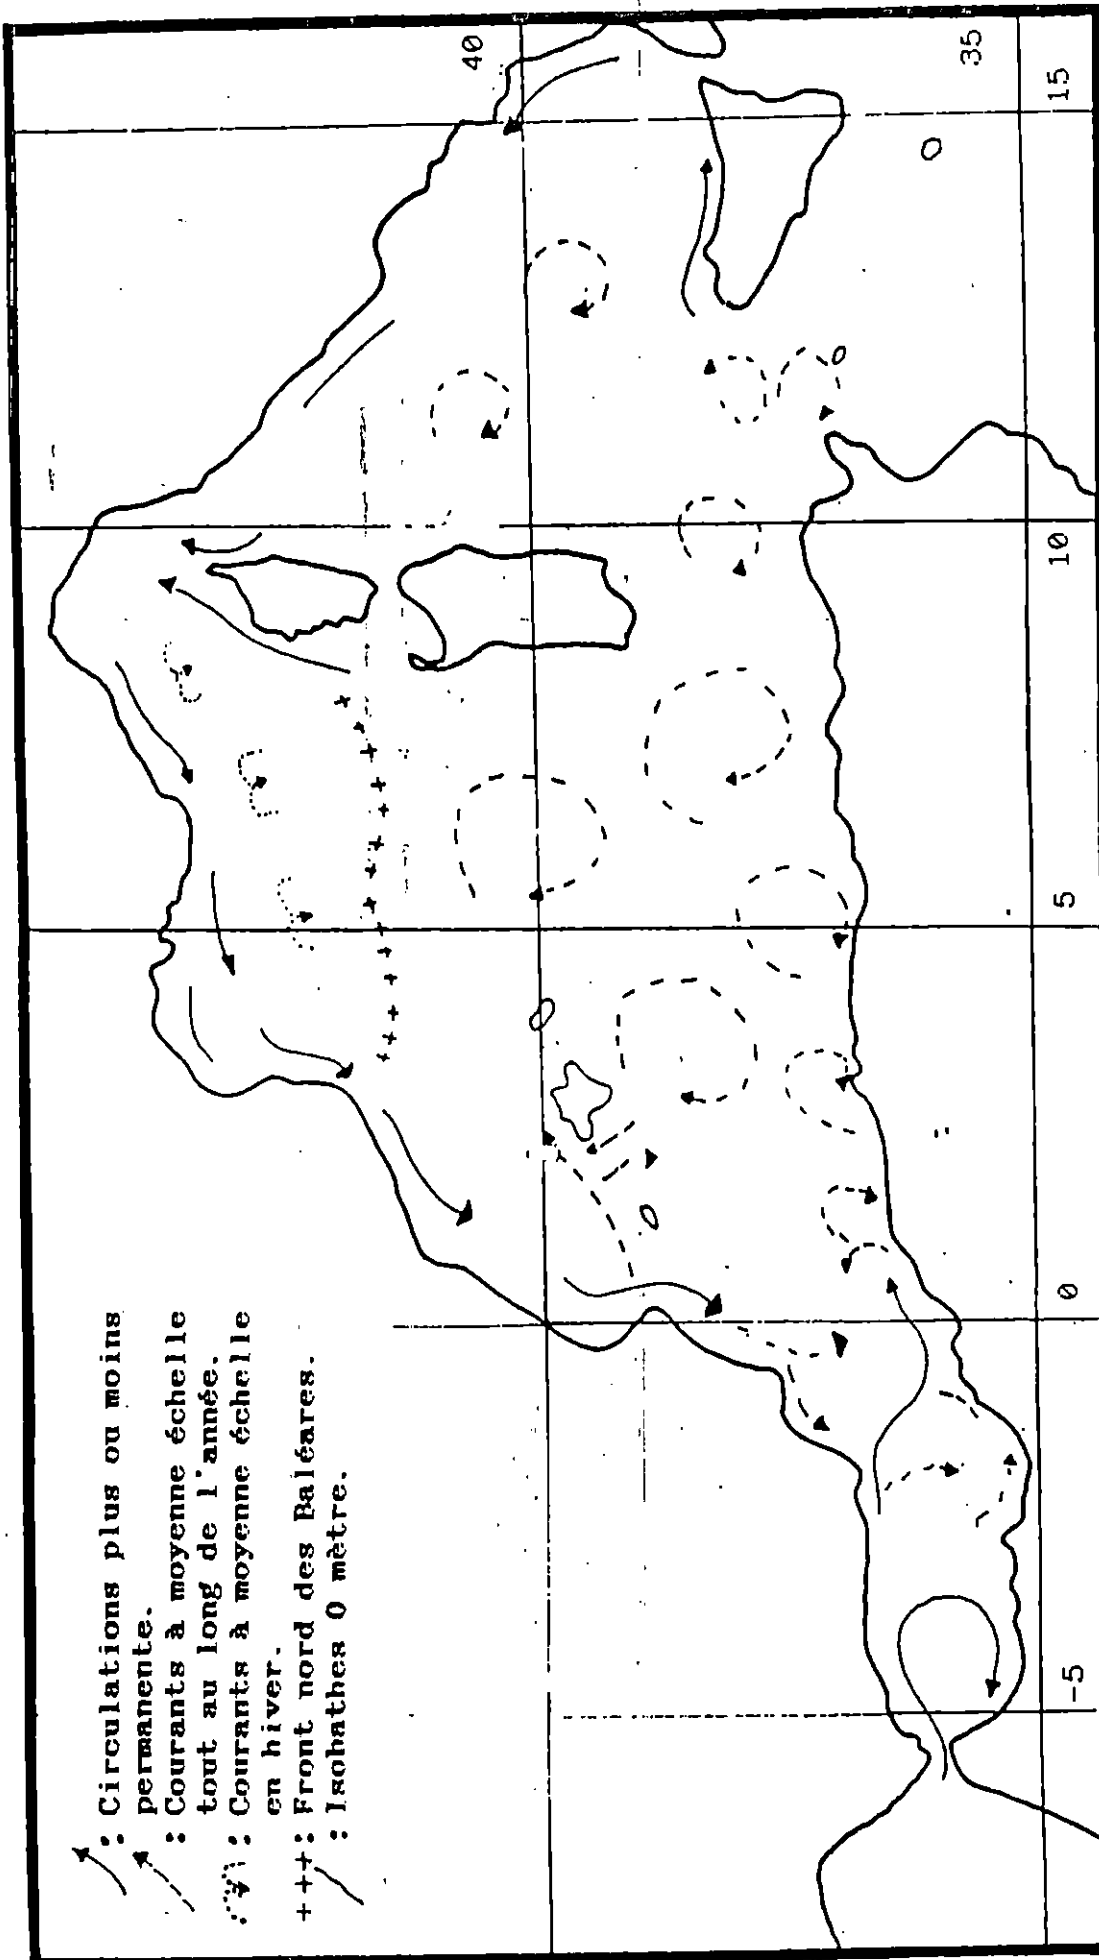 : Circulations plus ou moins
permanente.
: Courants à moyenne échelle
tout au long de l'année.
: Courants à moyenne échelle
en hiver.
+++: Front nord des Baléares.
: Isobathes 0 mètre.
40
35
-5
0
5
10
15